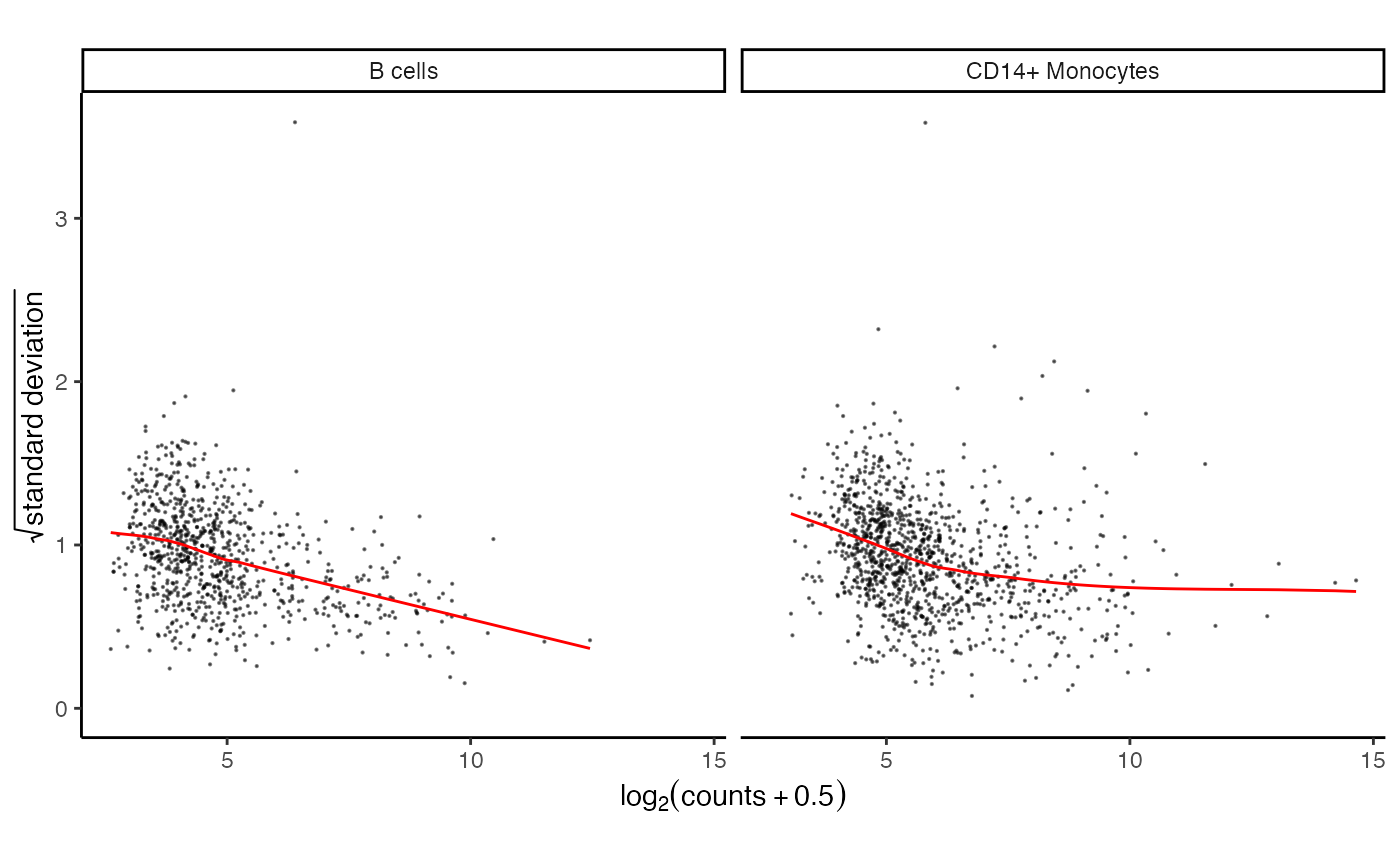 B cells
CD14+ Monocytes
√standard deviation
3
2
1
0
5
10
15
5
10
15
log₂(counts + 0.5)